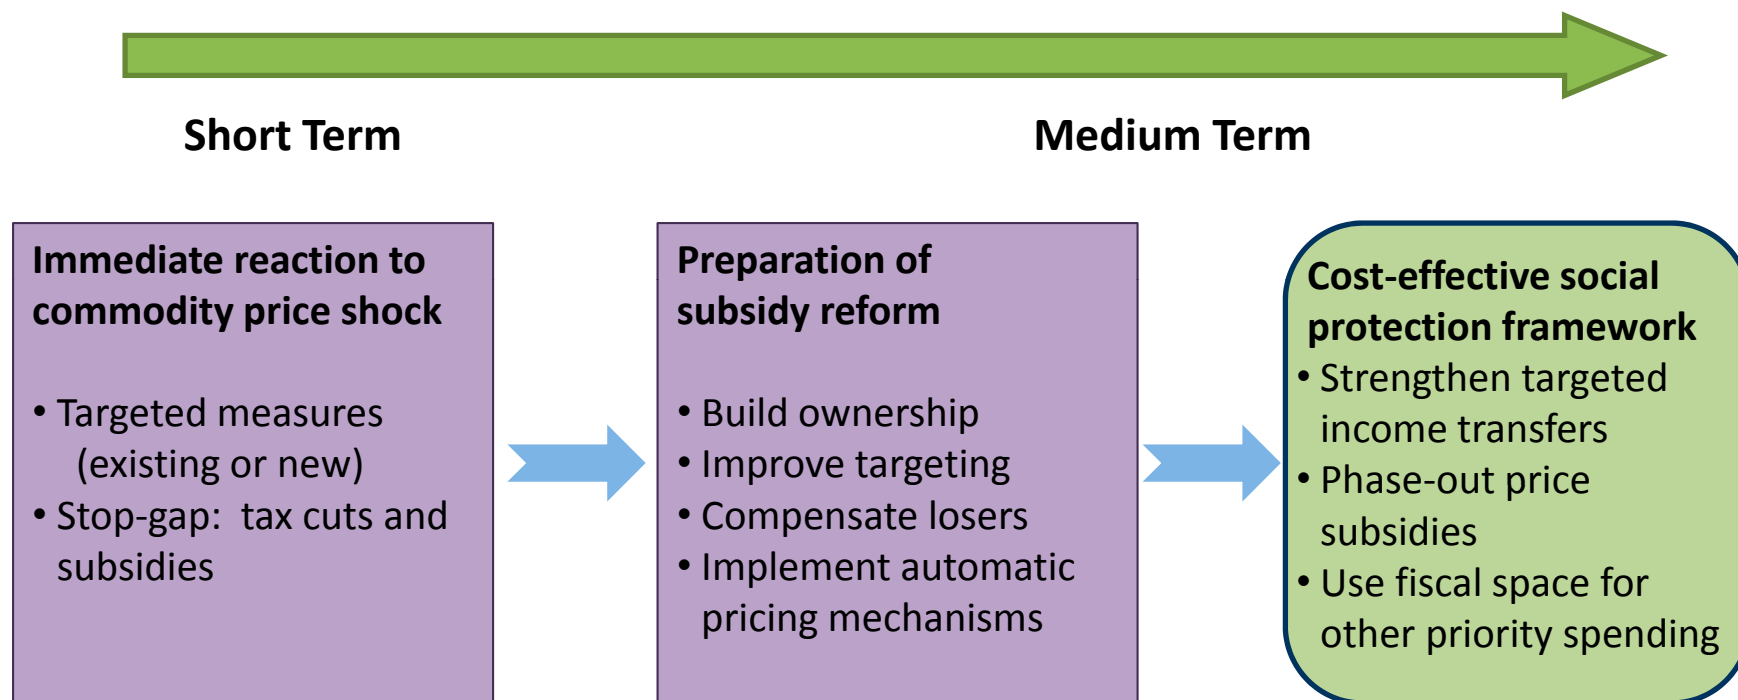 Short Term
Medium Term
Immediate reaction to
commodity price shock
• Targeted measures
(existing or new)
• Stop-gap:  tax cuts and
subsidies
Preparation of
subsidy reform
• Build ownership
• Improve targeting
• Compensate losers
• Implement automatic
pricing mechanisms
Cost-effective social
protection framework
• Strengthen targeted
income transfers
• Phase-out price
subsidies
• Use fiscal space for
other priority spending